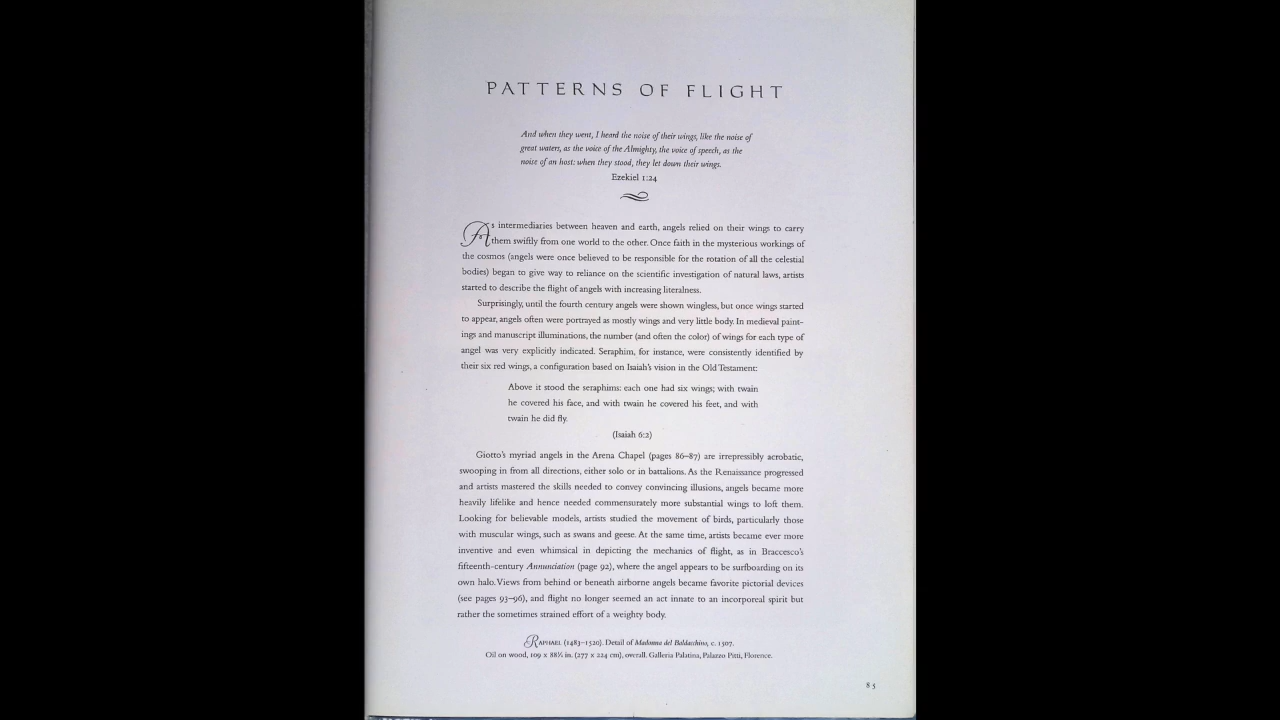 PATTERNS OF FLIGHT
And when they went, I heard the noise of their wings, like the noise of
great waters, as the voice of the Almighty, the voice of speech, as the
noise of an host: when they stood, they let down their wings.
Ezekiel 1:24
As intermediaries between heaven and earth, angels relied on their wings to carry
them swiftly from one world to the other. Once faith in the mysterious workings of
the cosmos (angels were once believed to be responsible for the rotation of all the celestial
bodies) began to give way to reliance on the scientific investigation of natural laws, artists
started to describe the flight of angels with increasing literalness.
Surprisingly, until the fourth century angels were shown wingless, but once wings started
to appear, angels often were portrayed as mostly wings and very little body. In medieval paint-
ings and manuscript illuminations, the number (and often the color) of wings for each type of
angel was very explicitly indicated. Seraphim, for instance, were consistently identified by
their six red wings, a configuration based on Isaiah's vision in the Old Testament:
Above it stood the seraphims: each one had six wings; with twain
he covered his face, and with twain he covered his feet, and with
twain he did fly.
(Isaiah 6:2)
Giotto's myriad angels in the Arena Chapel (pages 86–87) are irrepressibly acrobatic,
swooping in from all directions, either solo or in battalions. As the Renaissance progressed
and artists mastered the skills needed to convey convincing illusions, angels became more
heavily lifelike and hence needed commensurately more substantial wings to loft them.
Looking for believable models, artists studied the movement of birds, particularly those
with muscular wings, such as swans and geese. At the same time, artists became ever more
inventive and even whimsical in depicting the mechanics of flight, as in Braccesco's
fifteenth-century Annunciation (page 92), where the angel appears to be surfboarding on its
own halo. Views from behind or beneath airborne angels became favorite pictorial devices
(see pages 93–96), and flight no longer seemed an act innate to an incorporeal spirit but
rather the sometimes strained effort of a weighty body.
RAPHAEL (1483–1520). Detail of Madonna del Baldacchino, c. 1507.
Oil on wood, 109 x 88¼ in. (277 x 224 cm), overall. Galleria Palatina, Palazzo Pitti, Florence.
85